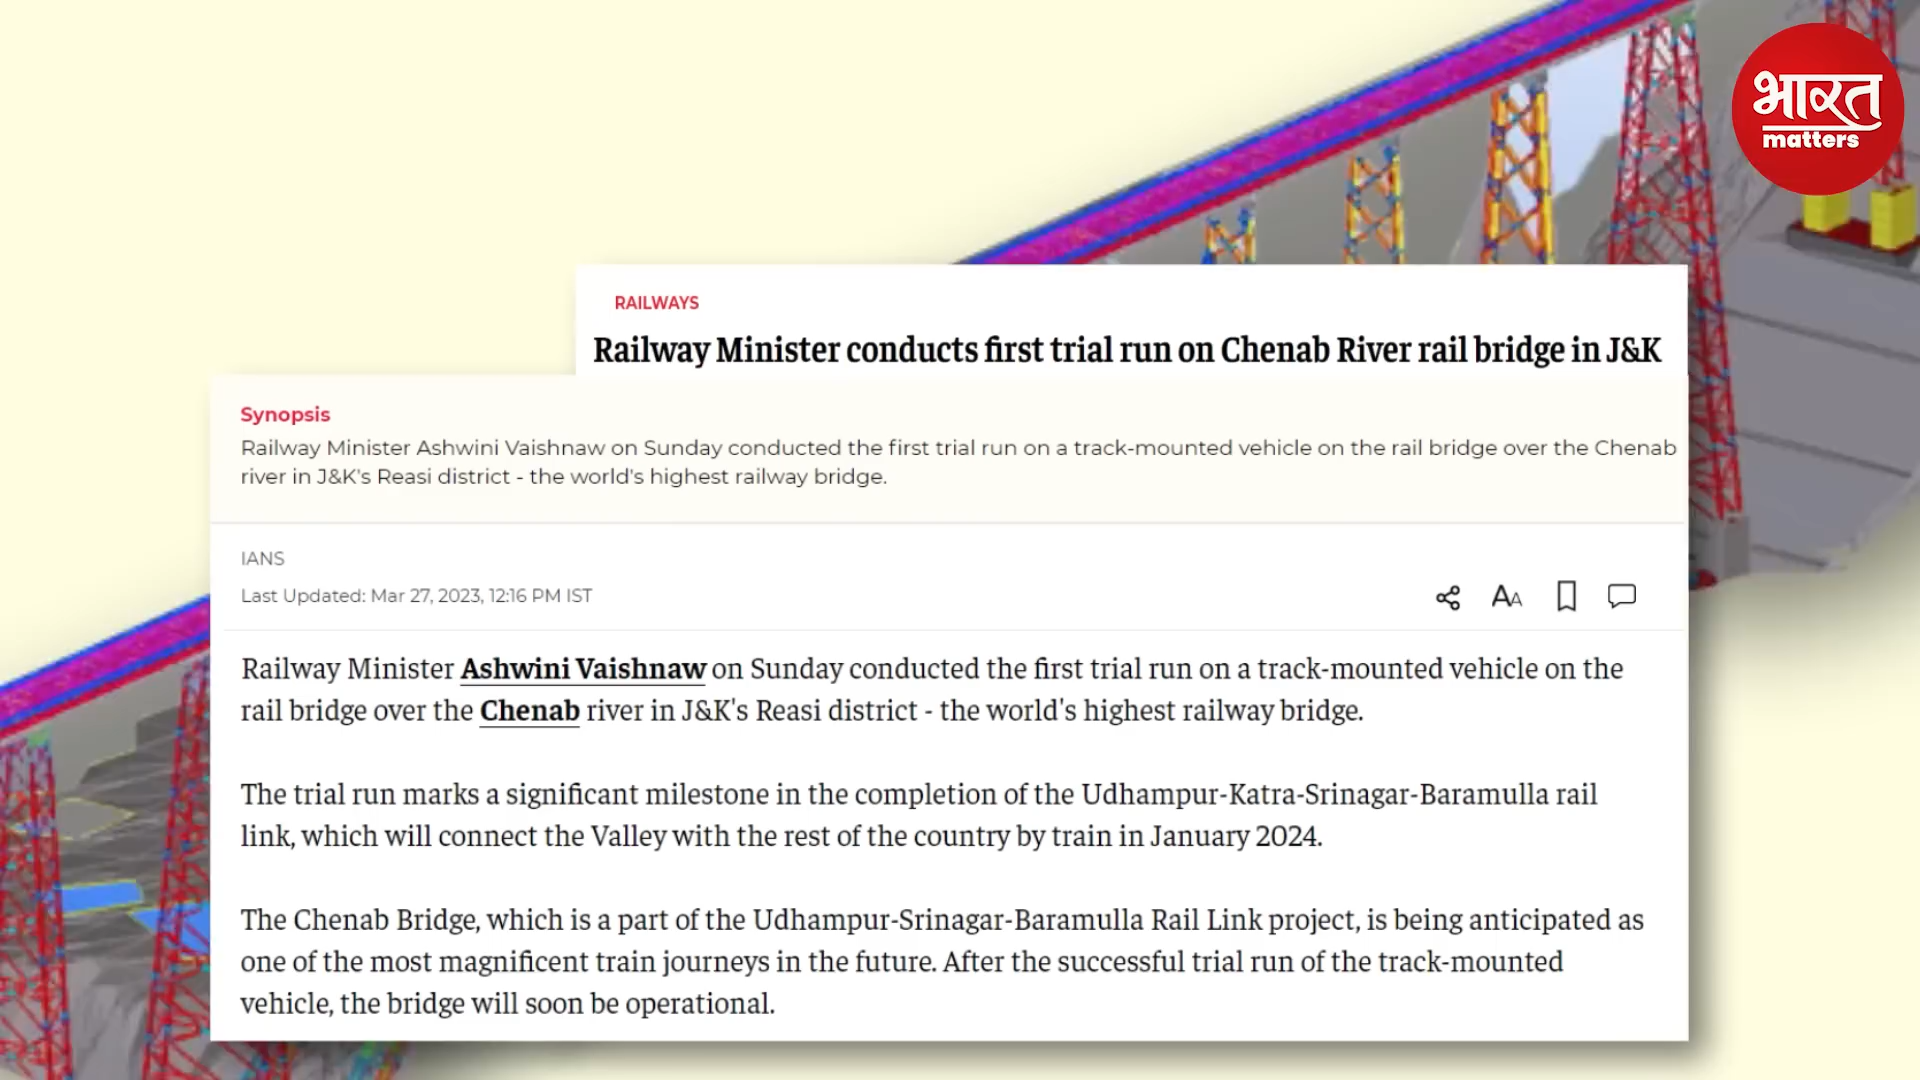 भारत
matters
RAILWAYS
Railway Minister conducts first trial run on Chenab River rail bridge in J&K
Synopsis
Railway Minister Ashwini Vaishnaw on Sunday conducted the first trial run on a track-mounted vehicle on the rail bridge over the Chenab
river in J&K's Reasi district - the world's highest railway bridge.
IANS
Last Updated: Mar 27, 2023, 12:16 PM IST
AA
Railway Minister Ashwini Vaishnaw on Sunday conducted the first trial run on a track-mounted vehicle on the
rail bridge over the Chenab river in J&K's Reasi district - the world's highest railway bridge.
The trial run marks a significant milestone in the completion of the Udhampur-Katra-Srinagar-Baramulla rail
link, which will connect the Valley with the rest of the country by train in January 2024.
The Chenab Bridge, which is a part of the Udhampur-Srinagar-Baramulla Rail Link project, is being anticipated as
one of the most magnificent train journeys in the future. After the successful trial run of the track-mounted
vehicle, the bridge will soon be operational.